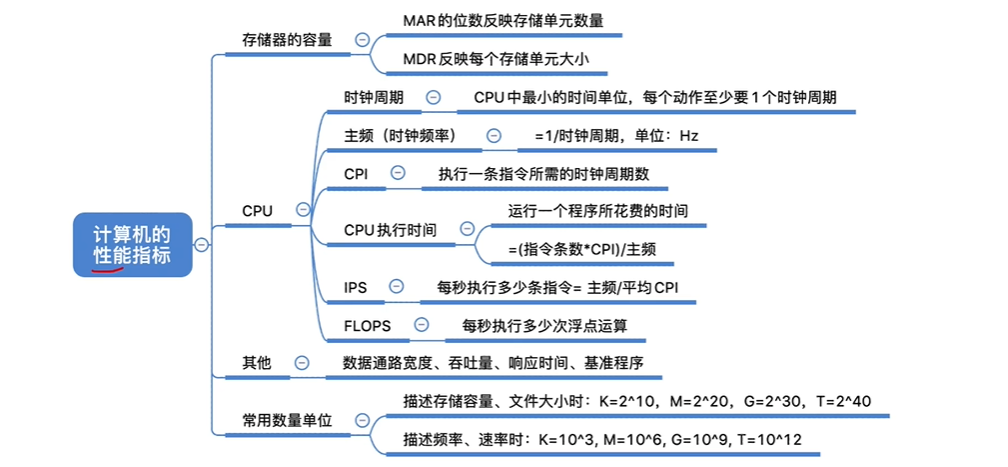 计算机的
性能指标
存储器的容量
MAR的位数反映存储单元数量
MDR反映每个存储单元大小
CPU
时钟周期
CPU中最小的时间单位，每个动作至少要1个时钟周期
主频（时钟频率）
=1/时钟周期，单位：Hz
CPI
执行一条指令所需的时钟周期数
CPU执行时间
运行一个程序所花费的时间
=(指令条数*CPI)/主频
IPS
每秒执行多少条指令= 主频/平均CPI
FLOPS
每秒执行多少次浮点运算
其他
数据通路宽度、吞吐量、响应时间、基准程序
常用数量单位
描述存储容量、文件大小时：K=2^10，M=2^20，G=2^30，T=2^40
描述频率、速率时：K=10^3, M=10^6, G=10^9, T=10^12